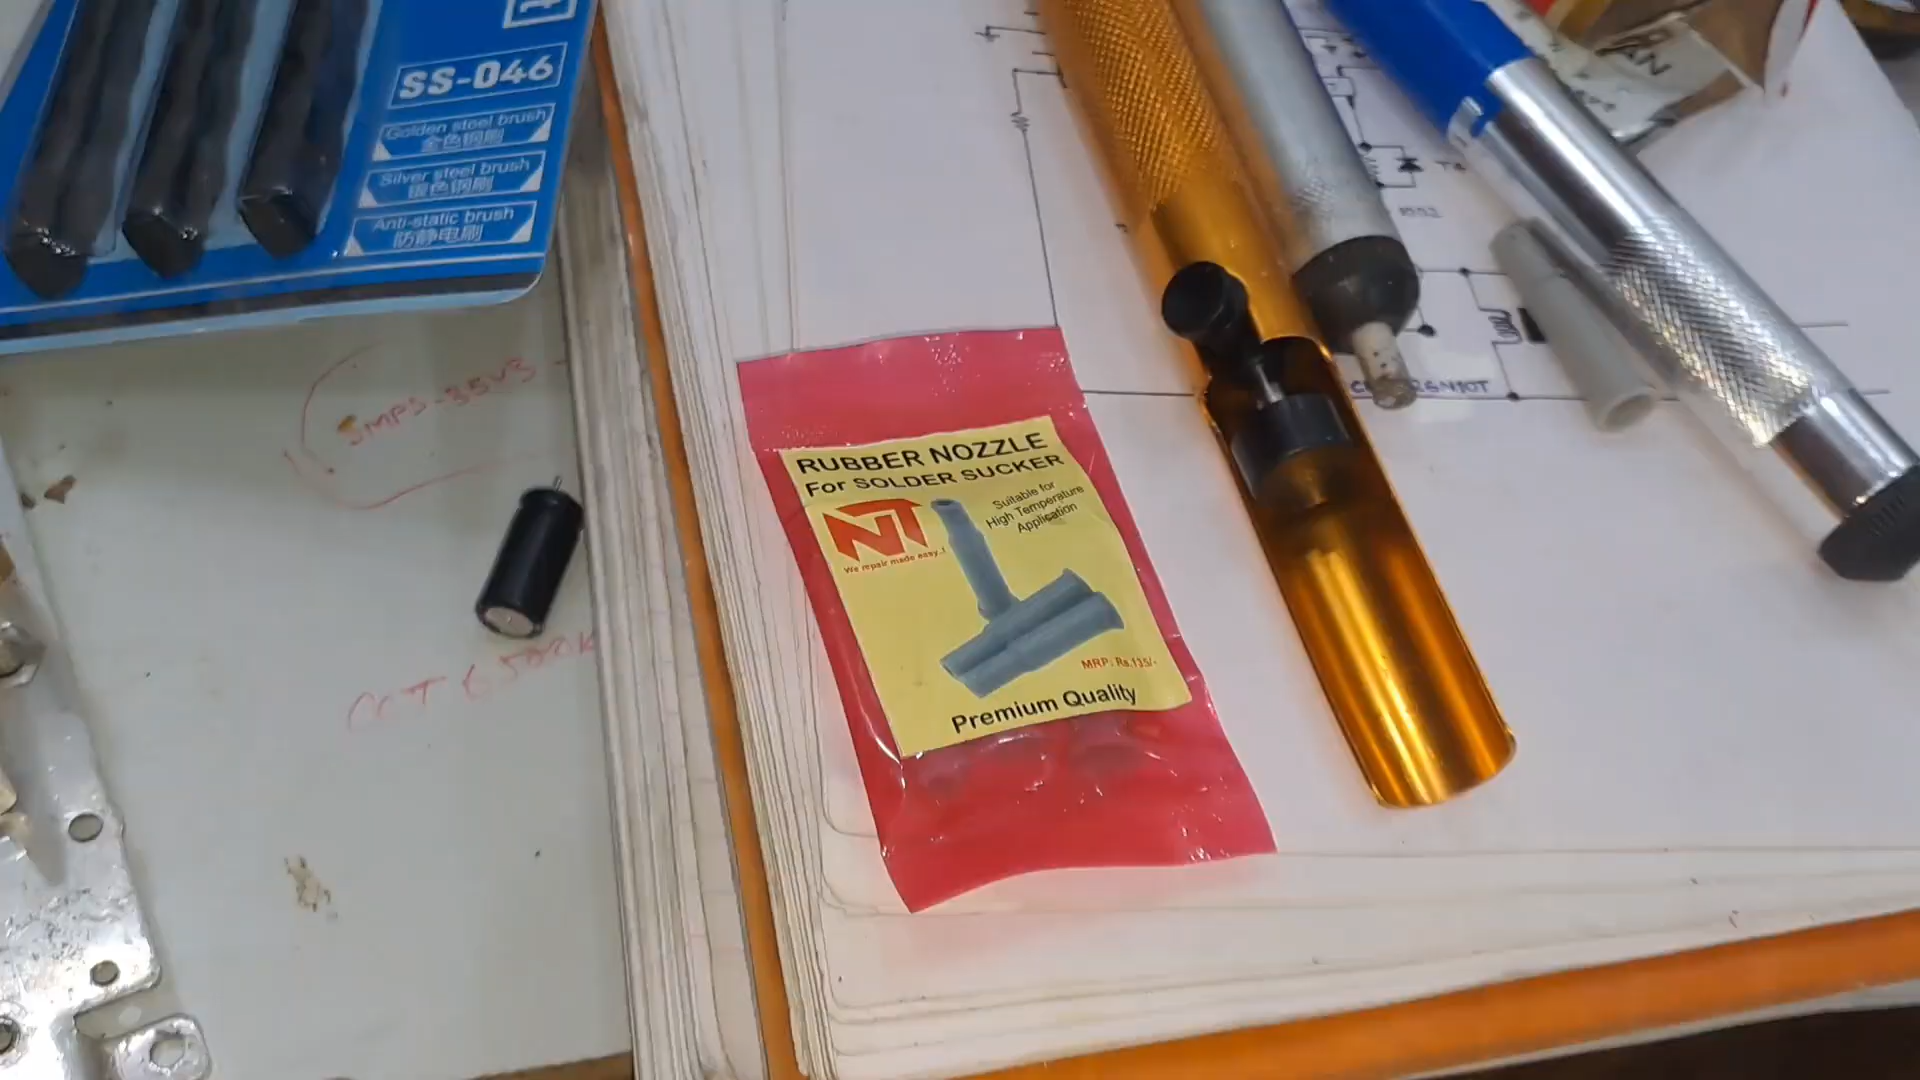 SS-046
Golden steel brush
金色钢刷
Silver steel brush
银色钢刷
Anti-static brush
防静电刷
SMPS-35V3
CCT 6500K
RUBBER NOZZLE
For SOLDER SUCKER
NT
We repair made easy..!
Suitable for
High Temperature
Application
MRP: Rs.135/-
Premium Quality